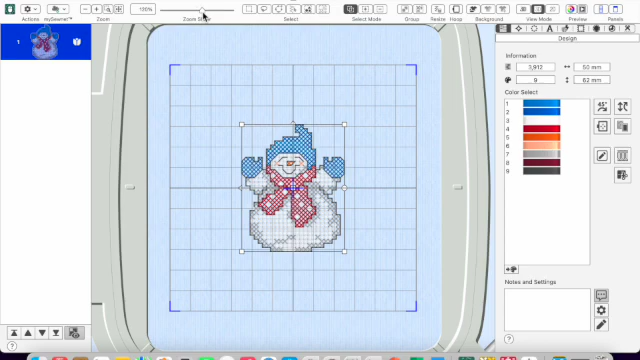 120%
Actions
mySewnet™
Zoom
Zoom Slider
Select
Select Mode
Group
Resize
Hoop
Background
View Mode
Preview
Panels
1
Design
Information
3,912
50 mm
9
62 mm
Color Select
1
2
3
4
5
6
7
8
9
45°
Notes and Settings